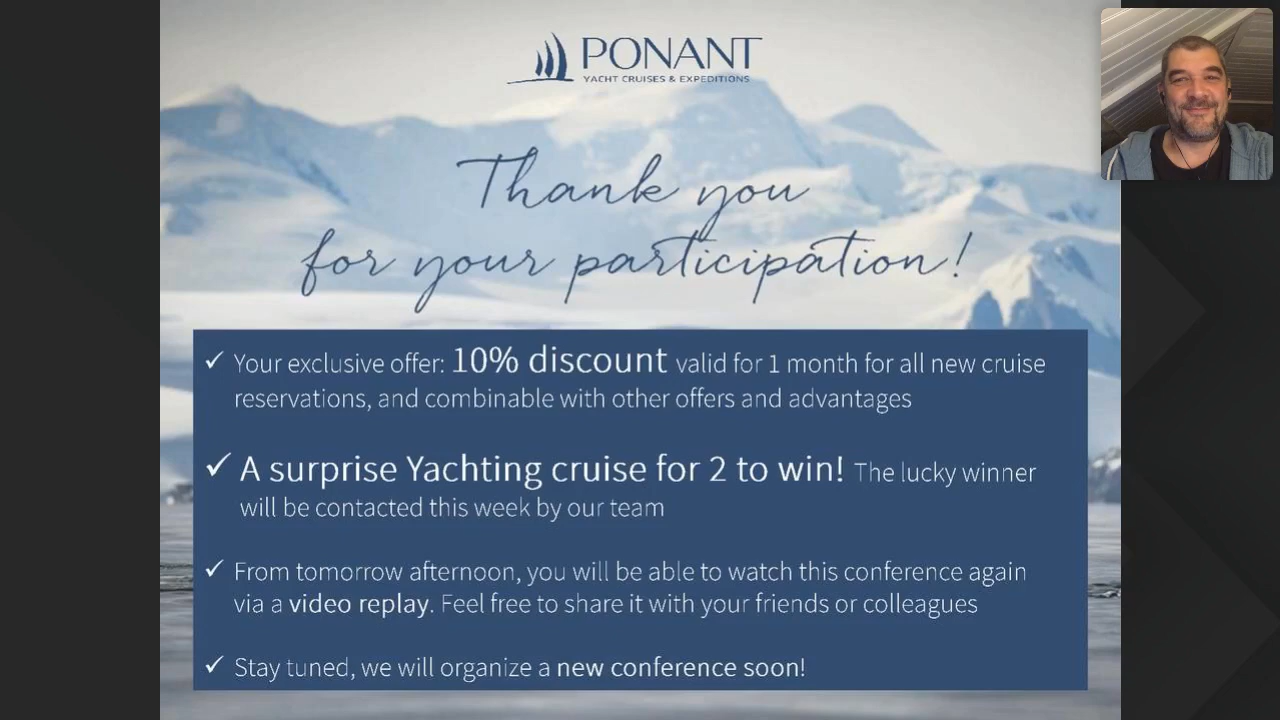 PONANT
YACHT CRUISES & EXPEDITIONS
Thank you
for your participation!
✓ Your exclusive offer: 10% discount valid for 1 month for all new cruise
reservations, and combinable with other offers and advantages
✓ A surprise Yachting cruise for 2 to win! The lucky winner
will be contacted this week by our team
✓ From tomorrow afternoon, you will be able to watch this conference again
via a video replay. Feel free to share it with your friends or colleagues
✓ Stay tuned, we will organize a new conference soon!